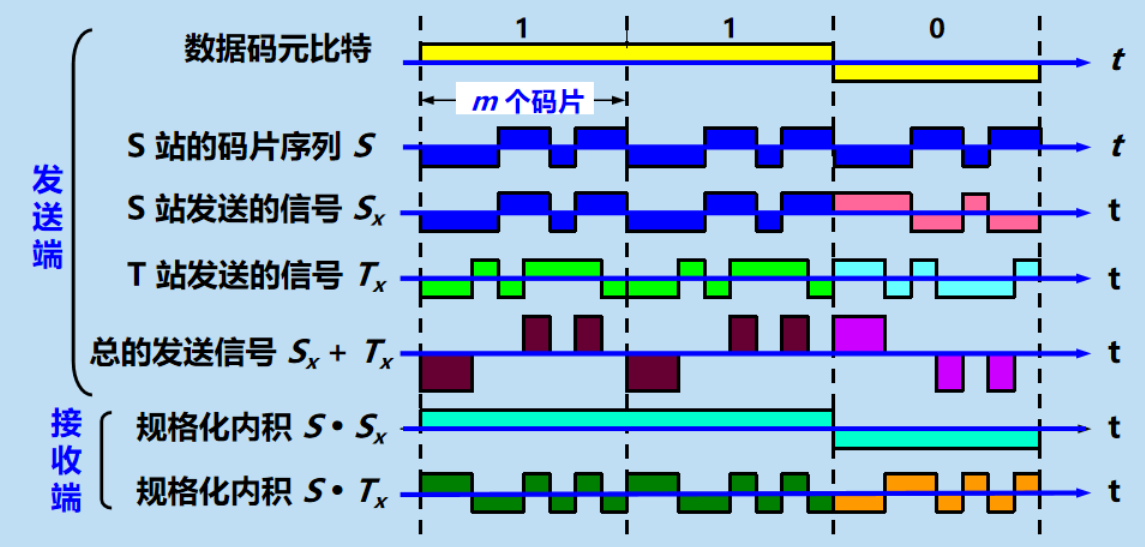 1 1 0
数据码元比特 t
m 个码片
S 站的码片序列 S t
S 站发送的信号 Sx t
T 站发送的信号 Tx t
总的发送信号 Sx + Tx t
规格化内积 S • Sx t
规格化内积 S • Tx t
发送端
接收端